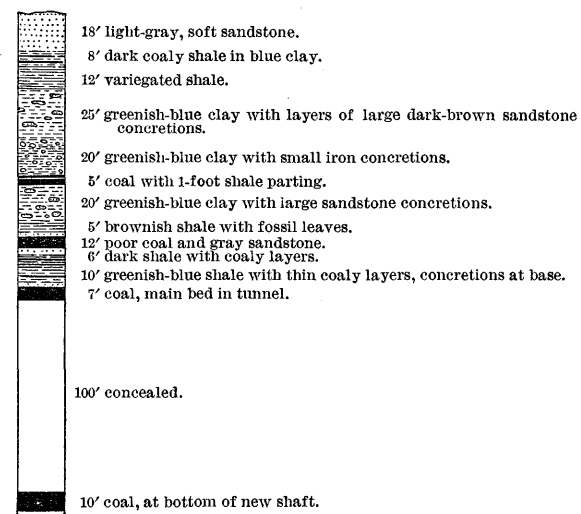 18′ light-gray, soft sandstone.
8′ dark coaly shale in blue clay.
12′ variegated shale.
25′ greenish-blue clay with layers of large dark-brown sandstone
concretions.
20′ greenish-blue clay with small iron concretions.
5′ coal with 1-foot shale parting.
20′ greenish-blue clay with large sandstone concretions.
5′ brownish shale with fossil leaves.
12′ poor coal and gray sandstone.
6′ dark shale with coaly layers.
10′ greenish-blue shale with thin coaly layers, concretions at base.
7′ coal, main bed in tunnel.
100′ concealed.
10′ coal, at bottom of new shaft.